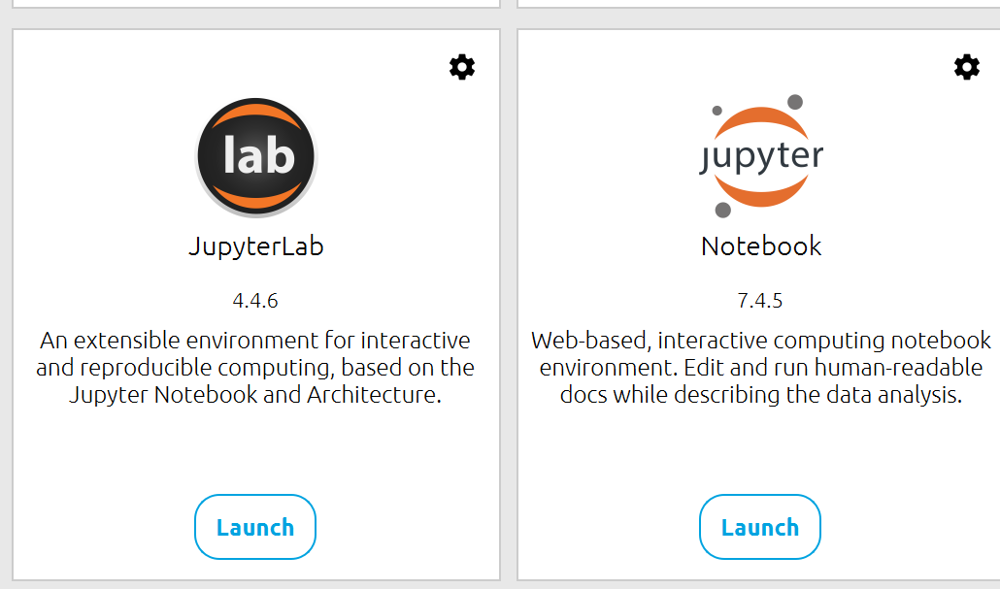 lab
JupyterLab
4.4.6
An extensible environment for interactive
and reproducible computing, based on the
Jupyter Notebook and Architecture.
Launch
jupyter
Notebook
7.4.5
Web-based, interactive computing notebook
environment. Edit and run human-readable
docs while describing the data analysis.
Launch